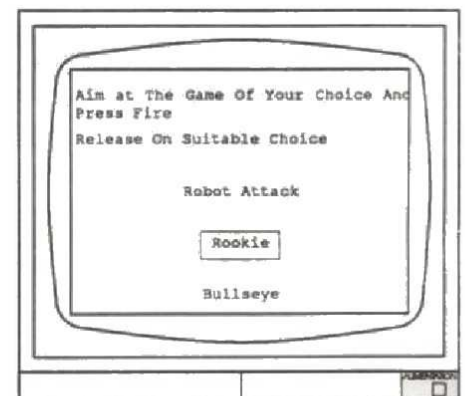 Aim at The Game Of Your Choice And
Press Fire
Release On Suitable Choice
Robot Attack
Rookie
Bullseye